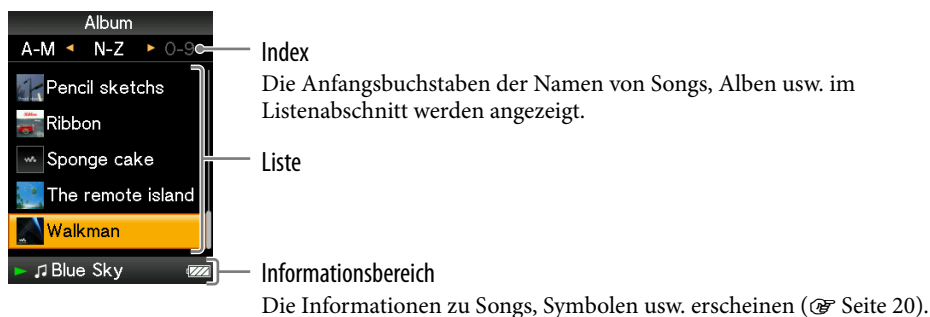 Album
A-M ◄ N-Z ► 0-9
Index
Die Anfangsbuchstaben der Namen von Songs, Alben usw. im
Listenabschnitt werden angezeigt.
Pencil sketchs
Ribbon
Sponge cake
Liste
The remote island
Walkman
► ♫ Blue Sky
Informationsbereich
Die Informationen zu Songs, Symbolen usw. erscheinen (☞ Seite 20).